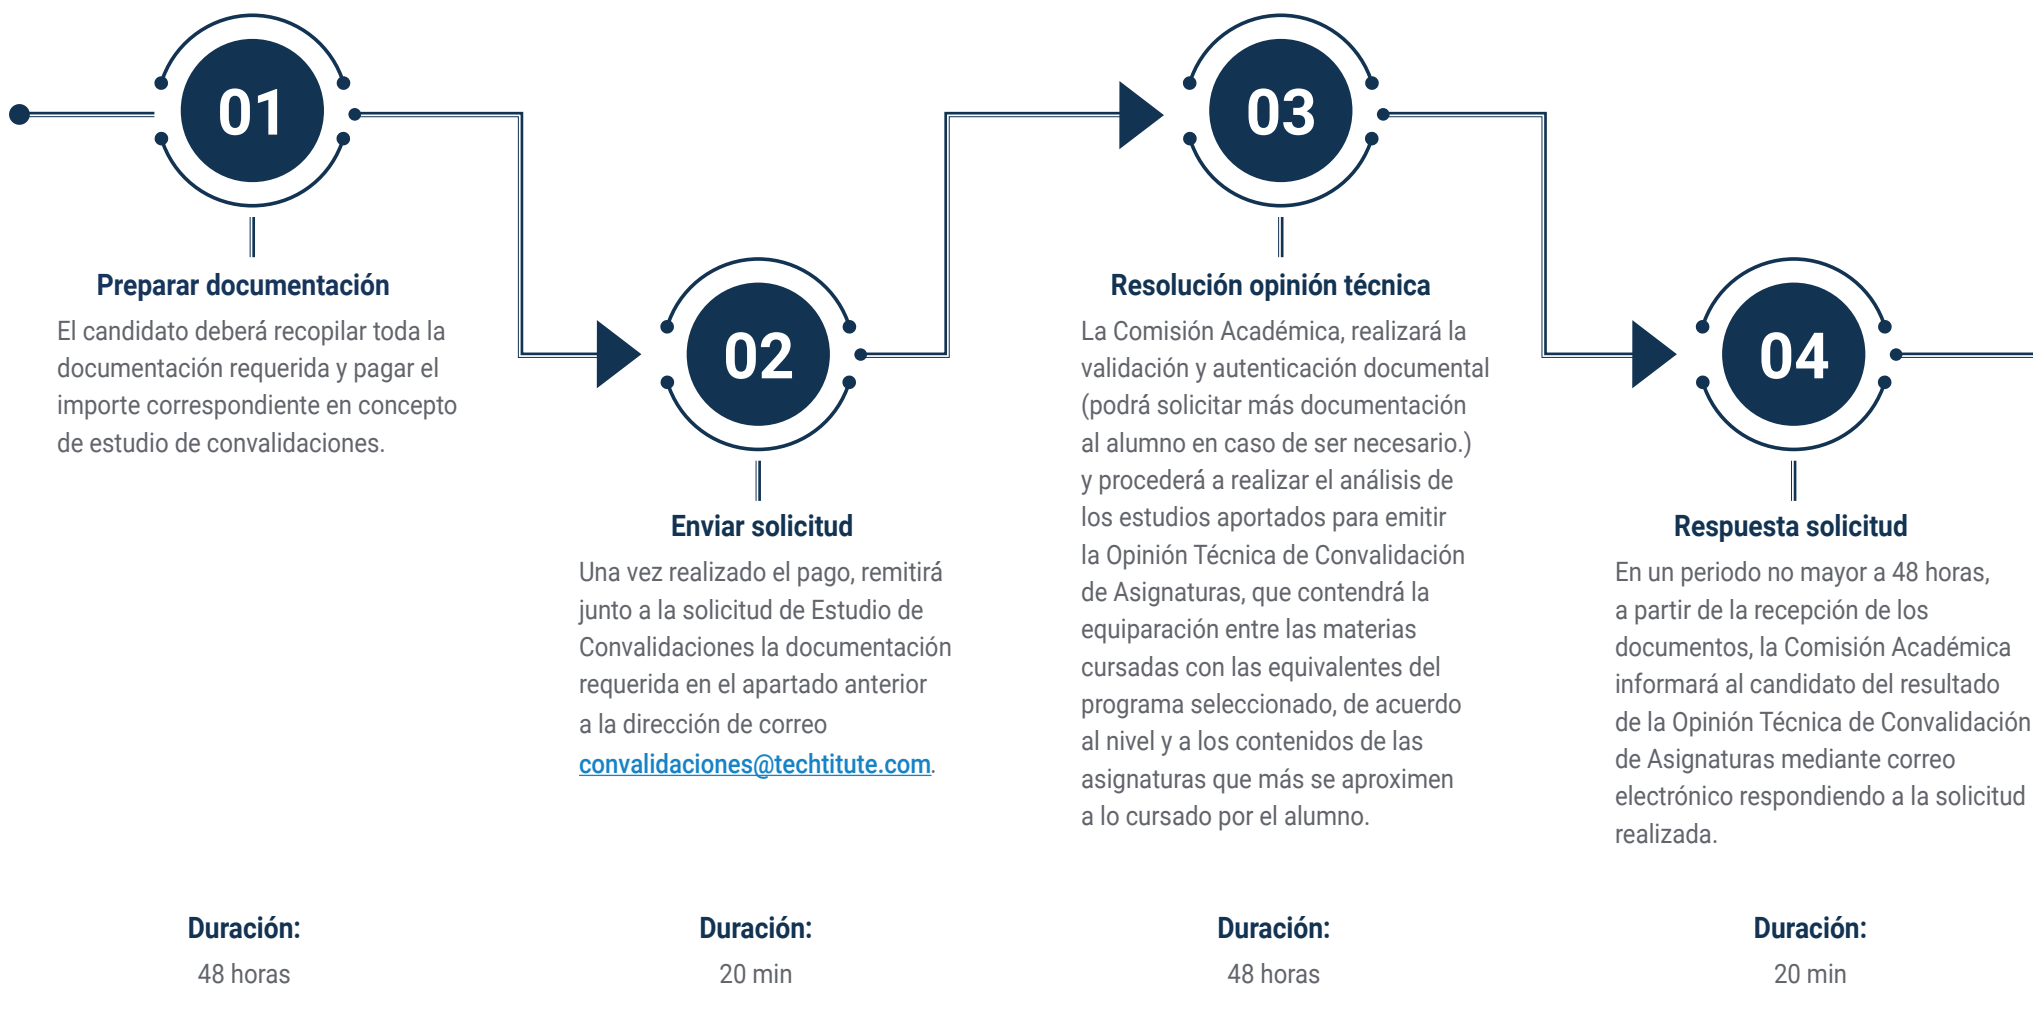 01
Preparar documentación
El candidato deberá recopilar toda la
documentación requerida y pagar el
importe correspondiente en concepto
de estudio de convalidaciones.
Duración:
48 horas
02
Enviar solicitud
Una vez realizado el pago, remitirá
junto a la solicitud de Estudio de
Convalidaciones la documentación
requerida en el apartado anterior
a la dirección de correo
convalidaciones@techtitute.com.
Duración:
20 min
03
Resolución opinión técnica
La Comisión Académica, realizará la
validación y autenticación documental
(podrá solicitar más documentación
al alumno en caso de ser necesario.)
y procederá a realizar el análisis de
los estudios aportados para emitir
la Opinión Técnica de Convalidación
de Asignaturas, que contendrá la
equiparación entre las materias
cursadas con las equivalentes del
programa seleccionado, de acuerdo
al nivel y a los contenidos de las
asignaturas que más se aproximen
a lo cursado por el alumno.
Duración:
48 horas
04
Respuesta solicitud
En un periodo no mayor a 48 horas,
a partir de la recepción de los
documentos, la Comisión Académica
informará al candidato del resultado
de la Opinión Técnica de Convalidación
de Asignaturas mediante correo
electrónico respondiendo a la solicitud
realizada.
Duración:
20 min